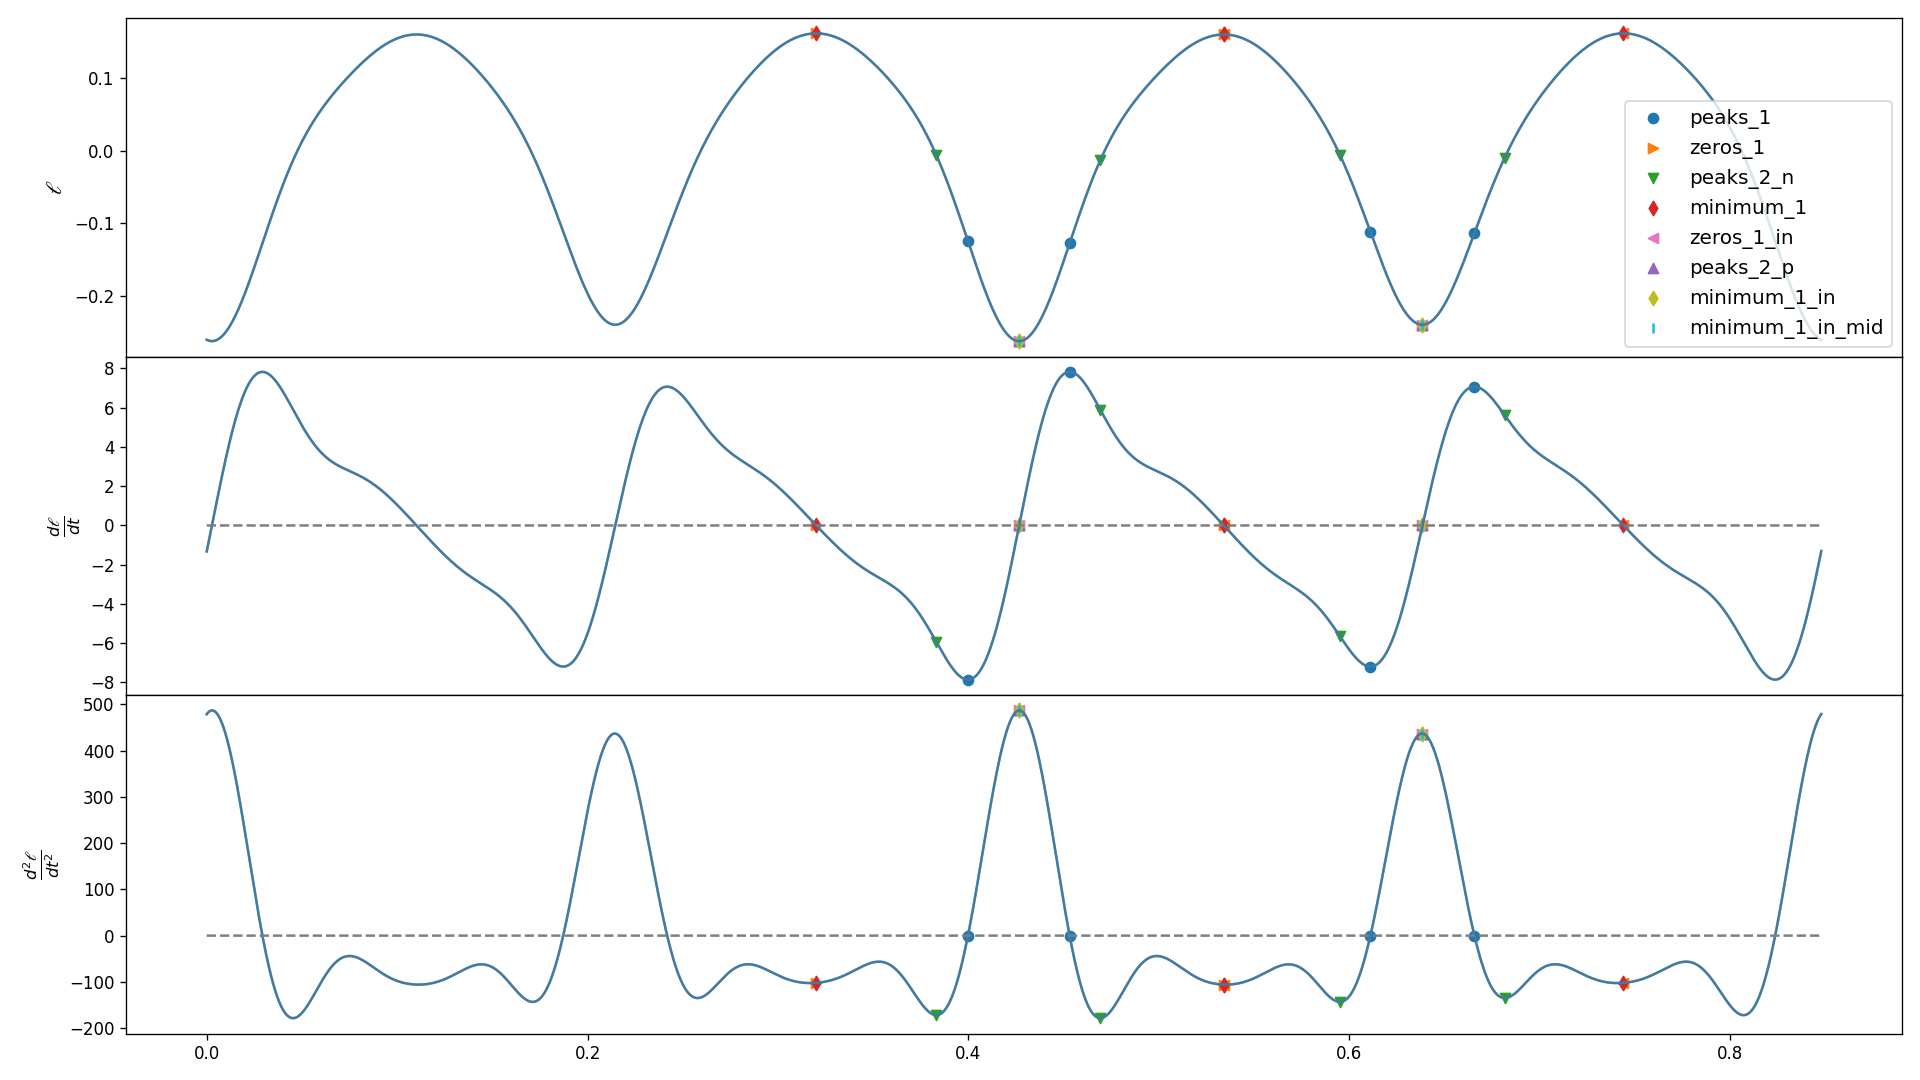 0.1
0.0
−0.1
−0.2
ℓ
peaks_1
zeros_1
peaks_2_n
minimum_1
zeros_1_in
peaks_2_p
minimum_1_in
minimum_1_in_mid
8
6
4
2
0
−2
−4
−6
−8
dℓ
dt
500
400
300
200
100
0
−100
−200
d²ℓ
dt²
0.0 0.2 0.4 0.6 0.8